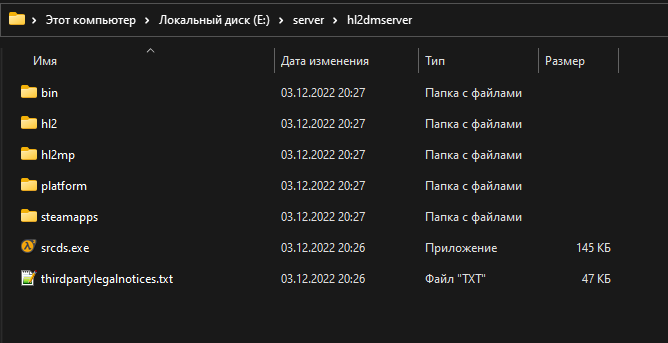 Этот компьютер > Локальный диск (E:) > server > hl2dmserver
Имя Дата изменения Тип Размер
bin 03.12.2022 20:27 Папка с файлами
hl2 03.12.2022 20:27 Папка с файлами
hl2mp 03.12.2022 20:27 Папка с файлами
platform 03.12.2022 20:27 Папка с файлами
steamapps 03.12.2022 20:27 Папка с файлами
srcds.exe 03.12.2022 20:26 Приложение 145 КБ
thirdpartylegalnotices.txt 03.12.2022 20:26 Файл "TXT" 47 КБ